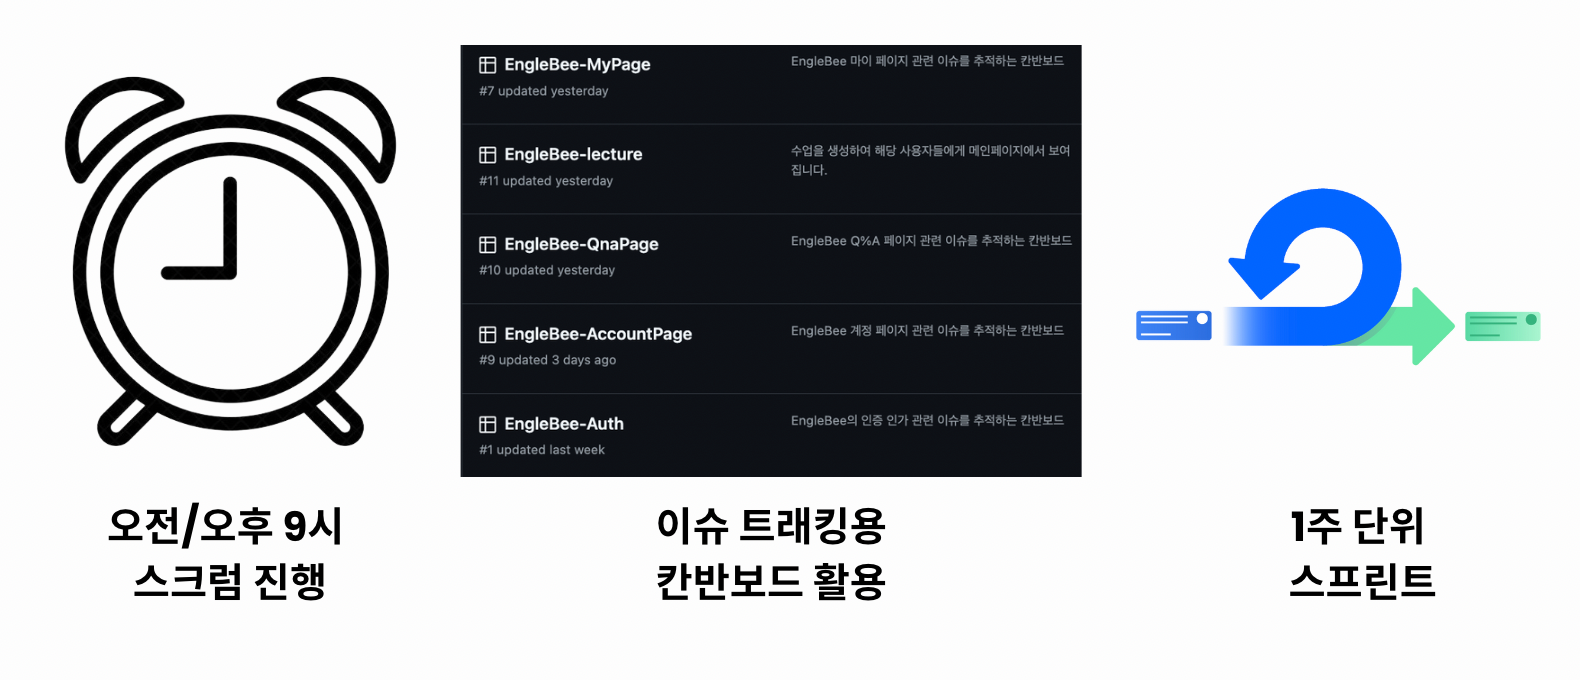 EngleBee-MyPage
EngleBee 마이 페이지 관련 이슈를 추적하는 칸반보드
#7 updated yesterday
EngleBee-lecture
수업을 생성하여 해당 사용자들에게 메인페이지에서 보여
집니다.
#11 updated yesterday
EngleBee-QnaPage
EngleBee Q%A 페이지 관련 이슈를 추적하는 칸반보드
#10 updated yesterday
EngleBee-AccountPage
EngleBee 계정 페이지 관련 이슈를 추적하는 칸반보드
#9 updated 3 days ago
EngleBee-Auth
EngleBee의 인증 인가 관련 이슈를 추적하는 칸반보드
#1 updated last week
오전/오후 9시
스크럼 진행
이슈 트래킹용
칸반보드 활용
1주 단위
스프린트